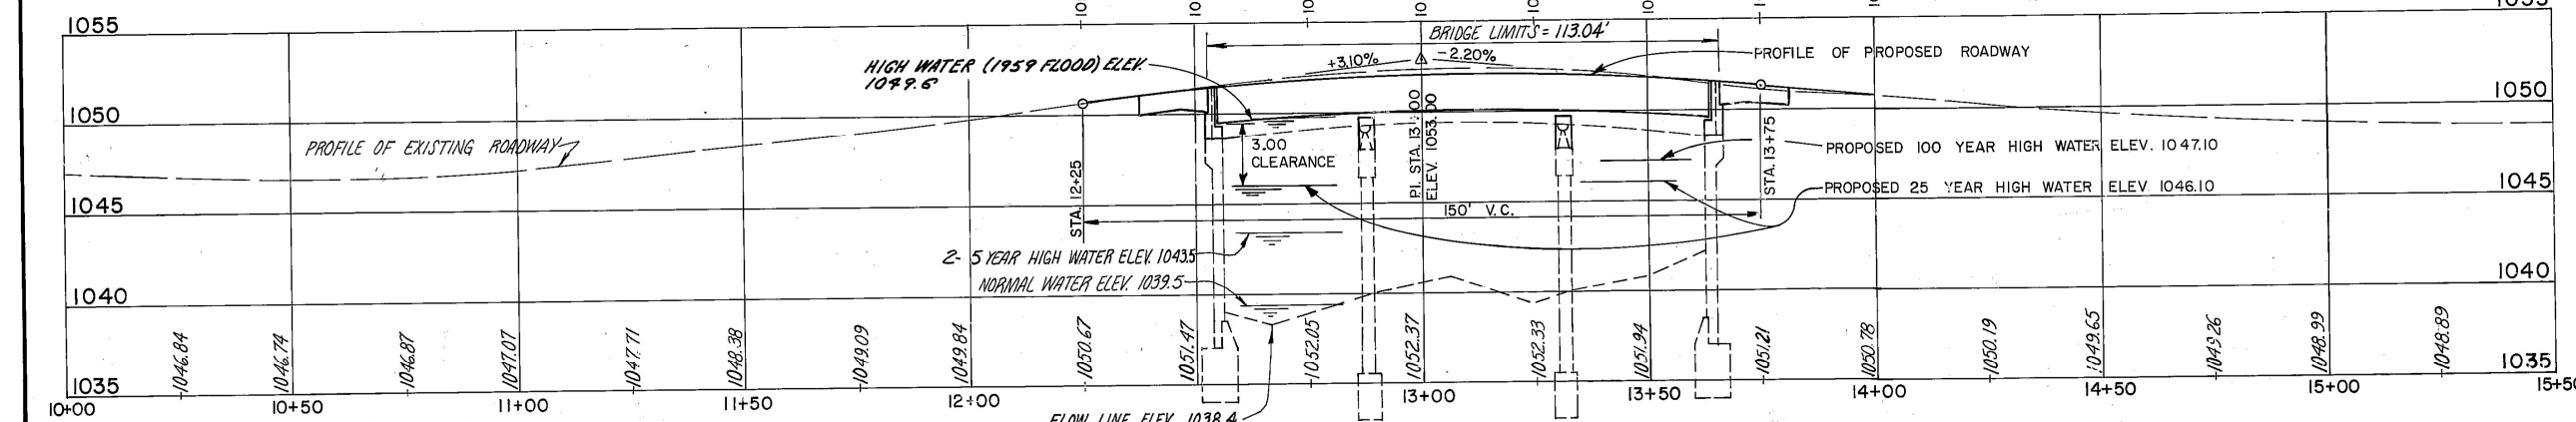 1055
BRIDGE LIMITS = 113.04'
HIGH WATER (1959 FLOOD) ELEV.
1049.6
+3.10%
-2.20%
PROFILE OF PROPOSED ROADWAY
1050
1050
PROFILE OF EXISTING ROADWAY
3.00
CLEARANCE
P.I. STA. 13+00
ELEV. 1053.00
STA. 12+25
STA. 13+75
PROPOSED 100 YEAR HIGH WATER ELEV. 1047.10
PROPOSED 25 YEAR HIGH WATER ELEV 1046.10
1045
1045
150' V.C.
2-5 YEAR HIGH WATER ELEV. 1043.5
NORMAL WATER ELEV. 1039.5
1040
1040
1046.84
1046.74
1046.87
1047.07
1047.71
1048.38
1049.09
1049.84
1050.67
1051.47
1052.05
1052.37
1052.33
1051.94
1051.21
1050.78
1050.19
1049.65
1049.26
1048.99
1048.89
1035
1035
10+00
10+50
11+00
11+50
12+00
13+00
13+50
14+00
14+50
15+00
FLOW LINE ELEV. 1038.4